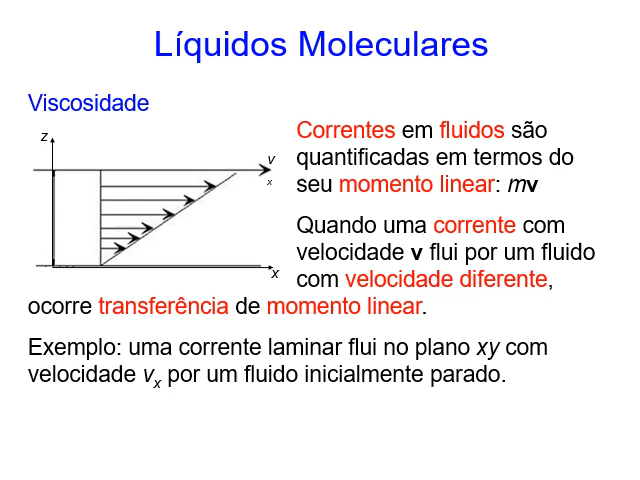 Líquidos Moleculares
Viscosidade
z
v
x
x
Correntes em fluidos são
quantificadas em termos do
seu momento linear: mv
Quando uma corrente com
velocidade v flui por um fluido
com velocidade diferente,
ocorre transferência de momento linear.
Exemplo: uma corrente laminar flui no plano xy com
velocidade vx por um fluido inicialmente parado.